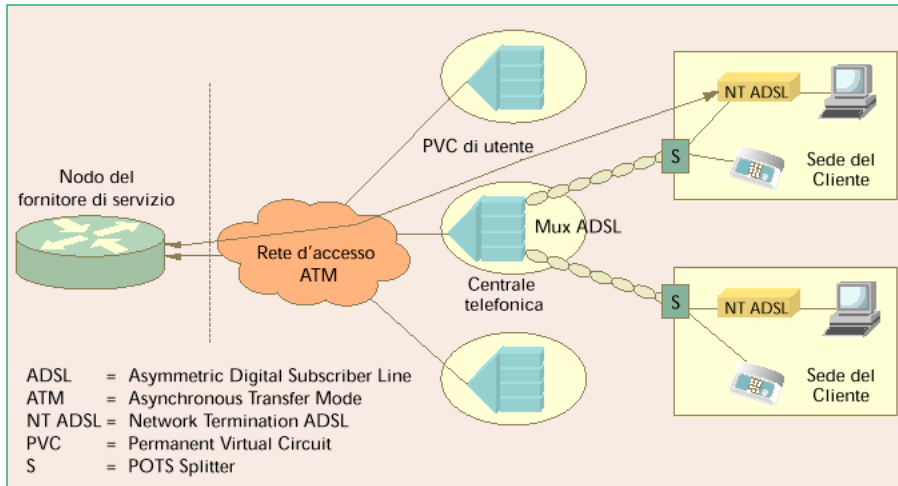 PVC di utente
NT ADSL
S
Sede del
Cliente
Nodo del
fornitore di servizio
Rete d'accesso
ATM
Mux ADSL
Centrale
telefonica
S
NT ADSL
Sede del
Cliente
ADSL = Asymmetric Digital Subscriber Line
ATM = Asynchronous Transfer Mode
NT ADSL = Network Termination ADSL
PVC = Permanent Virtual Circuit
S = POTS Splitter